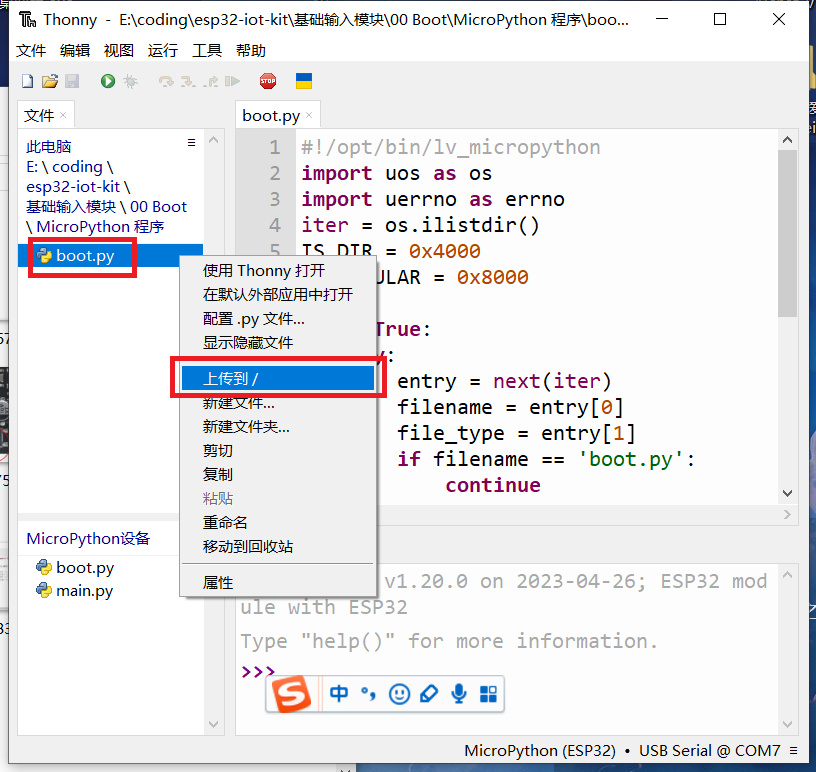 Thonny - E:\coding\esp32-iot-kit\基础输入模块\00 Boot\MicroPython 程序\boo...
文件 编辑 视图 运行 工具 帮助
STOP
文件
boot.py
此电脑
E: \ coding \
esp32-iot-kit \
基础输入模块 \ 00 Boot
\ MicroPython 程序
boot.py
1 #!/opt/bin/lv_micropython
2 import uos as os
3 import uerrno as errno
4 iter = os.ilistdir()
5 IS_DIR = 0x4000
ULAR = 0x8000
True:
y:
entry = next(iter)
filename = entry[0]
file_type = entry[1]
if filename == 'boot.py':
continue
使用 Thonny 打开
在默认外部应用中打开
配置 .py 文件...
显示隐藏文件
上传到 /
新建文件...
新建文件夹...
剪切
复制
粘贴
重命名
移动到回收站
属性
MicroPython设备
boot.py
main.py
v1.20.0 on 2023-04-26; ESP32 mod
ule with ESP32
Type "help()" for more information.
>>>
S 中
MicroPython (ESP32) • USB Serial @ COM7